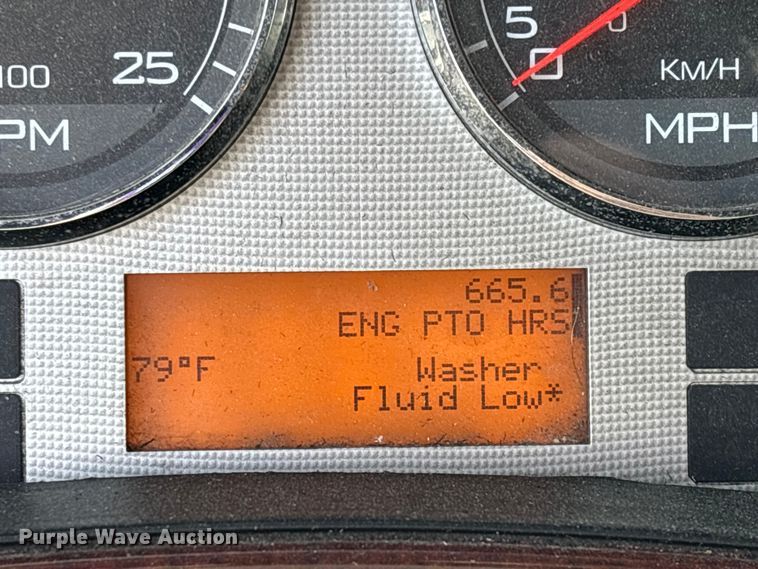 100
25
PM
5
0
0
KM/H
MPH
665.6
ENG PTO HRS
79°F
Washer
Fluid Low*
Purple Wave Auction